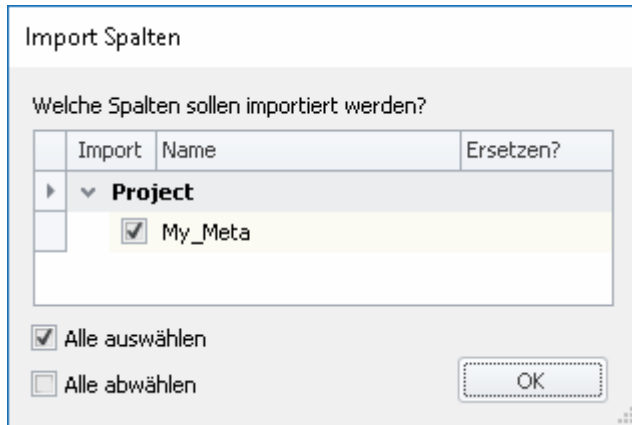 Import Spalten
Welche Spalten sollen importiert werden?
Import Name Ersetzen?
Project
My_Meta
Alle auswählen
Alle abwählen
OK